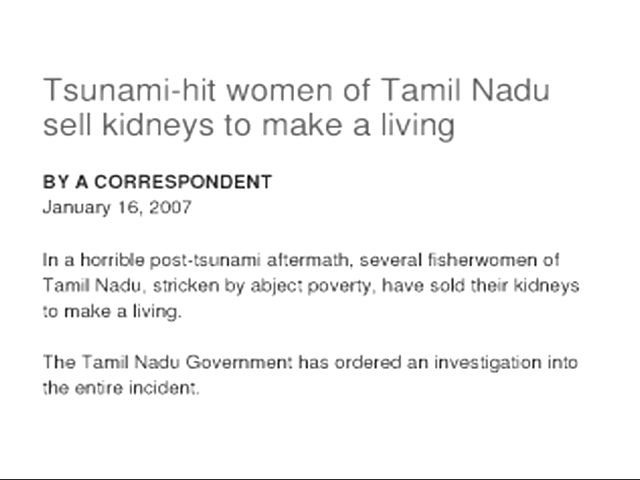 Tsunami-hit women of Tamil Nadu
sell kidneys to make a living
BY A CORRESPONDENT
January 16, 2007
In a horrible post-tsunami aftermath, several fisherwomen of
Tamil Nadu, stricken by abject poverty, have sold their kidneys
to make a living.
The Tamil Nadu Government has ordered an investigation into
the entire incident.